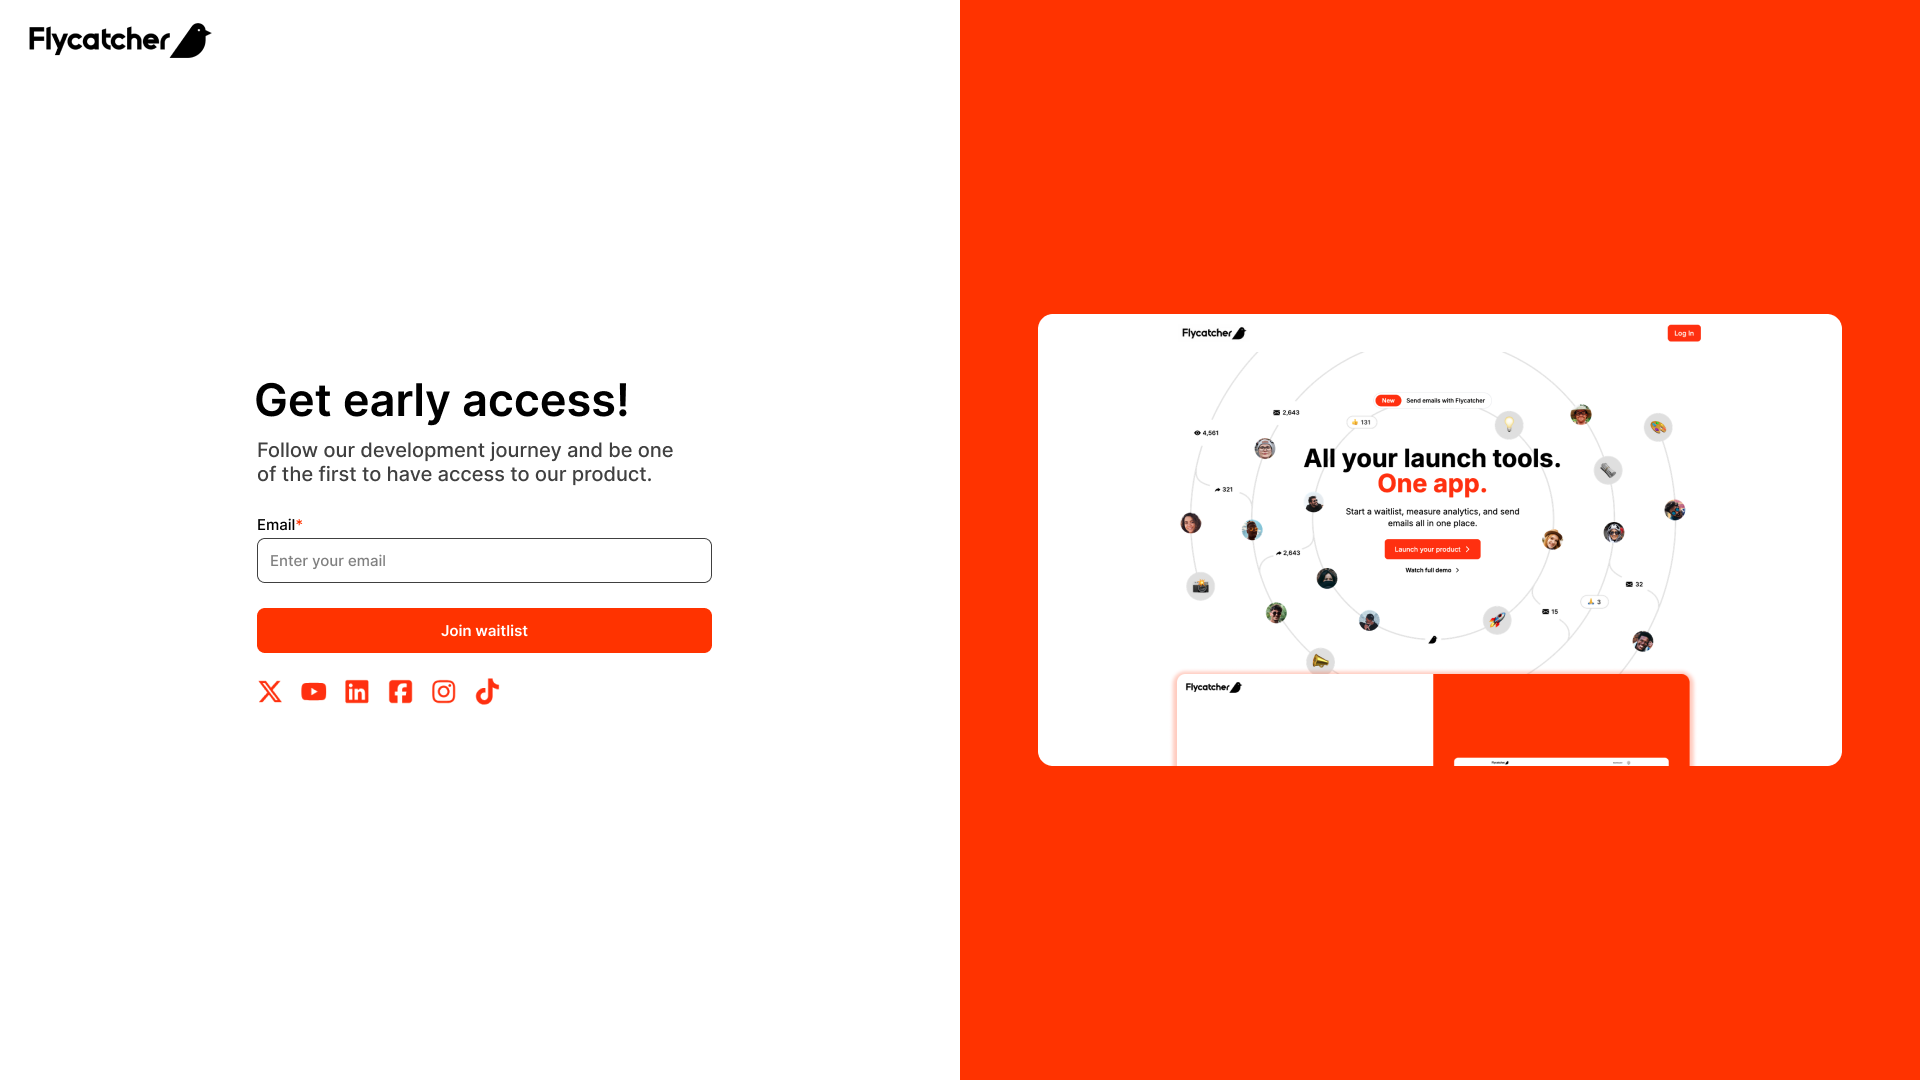 Flycatcher
Get early access!
Follow our development journey and be one
of the first to have access to our product.
Email*
Enter your email
Join waitlist
Flycatcher
Log in
New Send emails with Flycatcher
2,643
131
4,561
All your launch tools.
One app.
321
Start a waitlist, measure analytics, and send
emails all in one place.
Launch your product
2,643
Watch full demo
32
3
15
Flycatcher